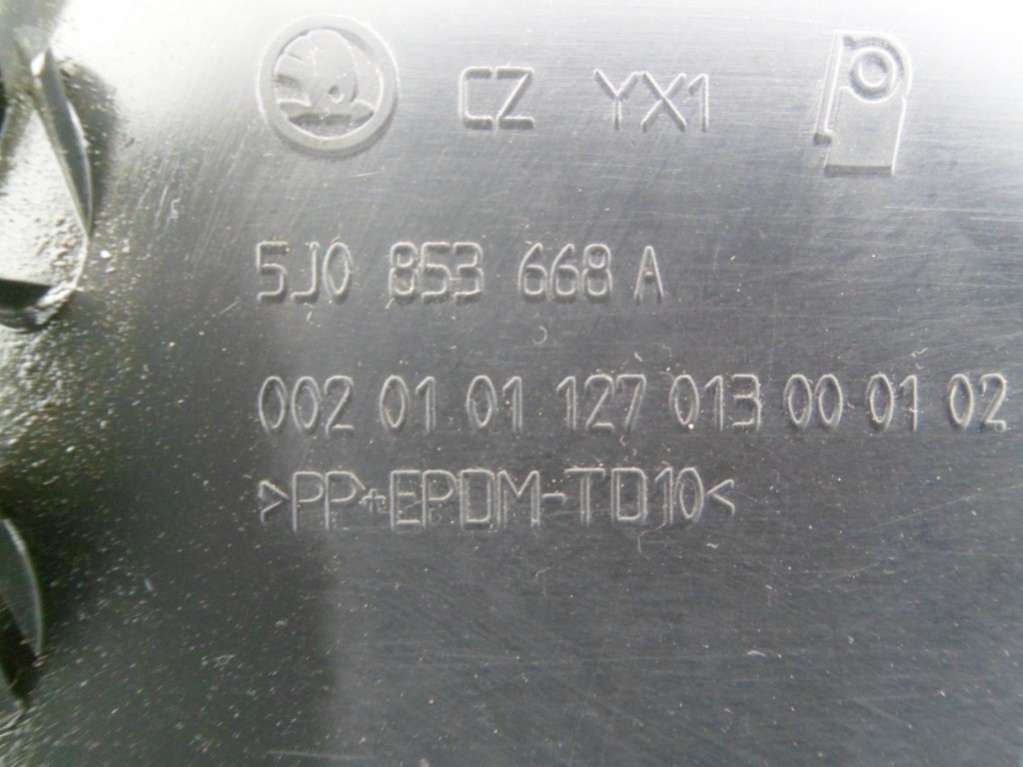 CZ YX1
5J0 853 668 A
002 01 01 127 013 00 01 02
>PP+EPDM-TD10<